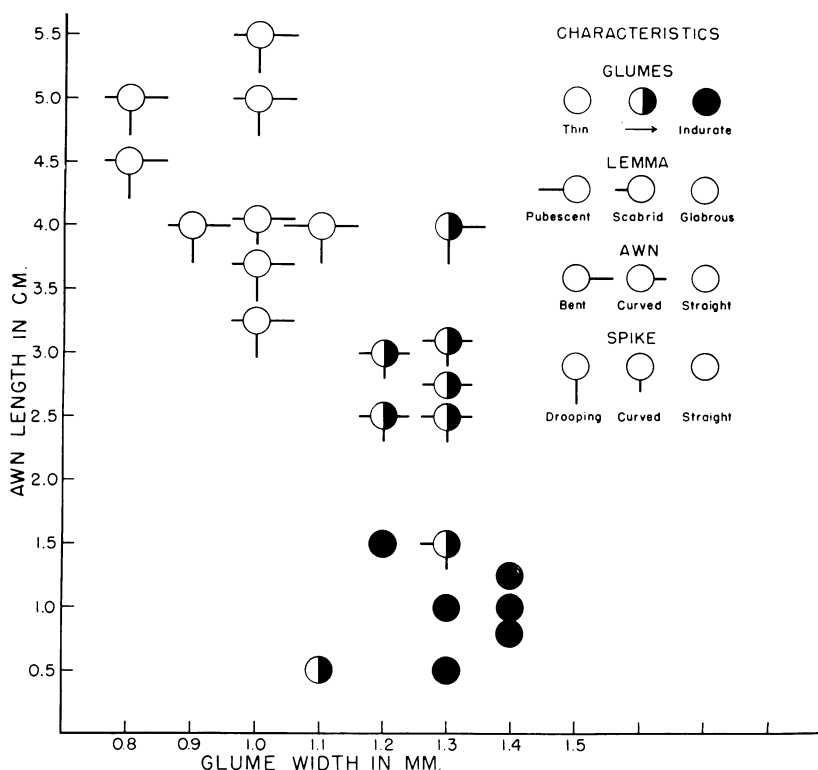 CHARACTERISTICS
GLUMES
Thin → Indurate
LEMMA
Pubescent Scabrid Glabrous
AWN
Bent Curved Straight
SPIKE
Drooping Curved Straight
AWN LENGTH IN CM.
5.5
5.0
4.5
4.0
3.5
3.0
2.5
2.0
1.5
1.0
0.5
0.8 0.9 1.0 1.1 1.2 1.3 1.4 1.5
GLUME WIDTH IN MM.